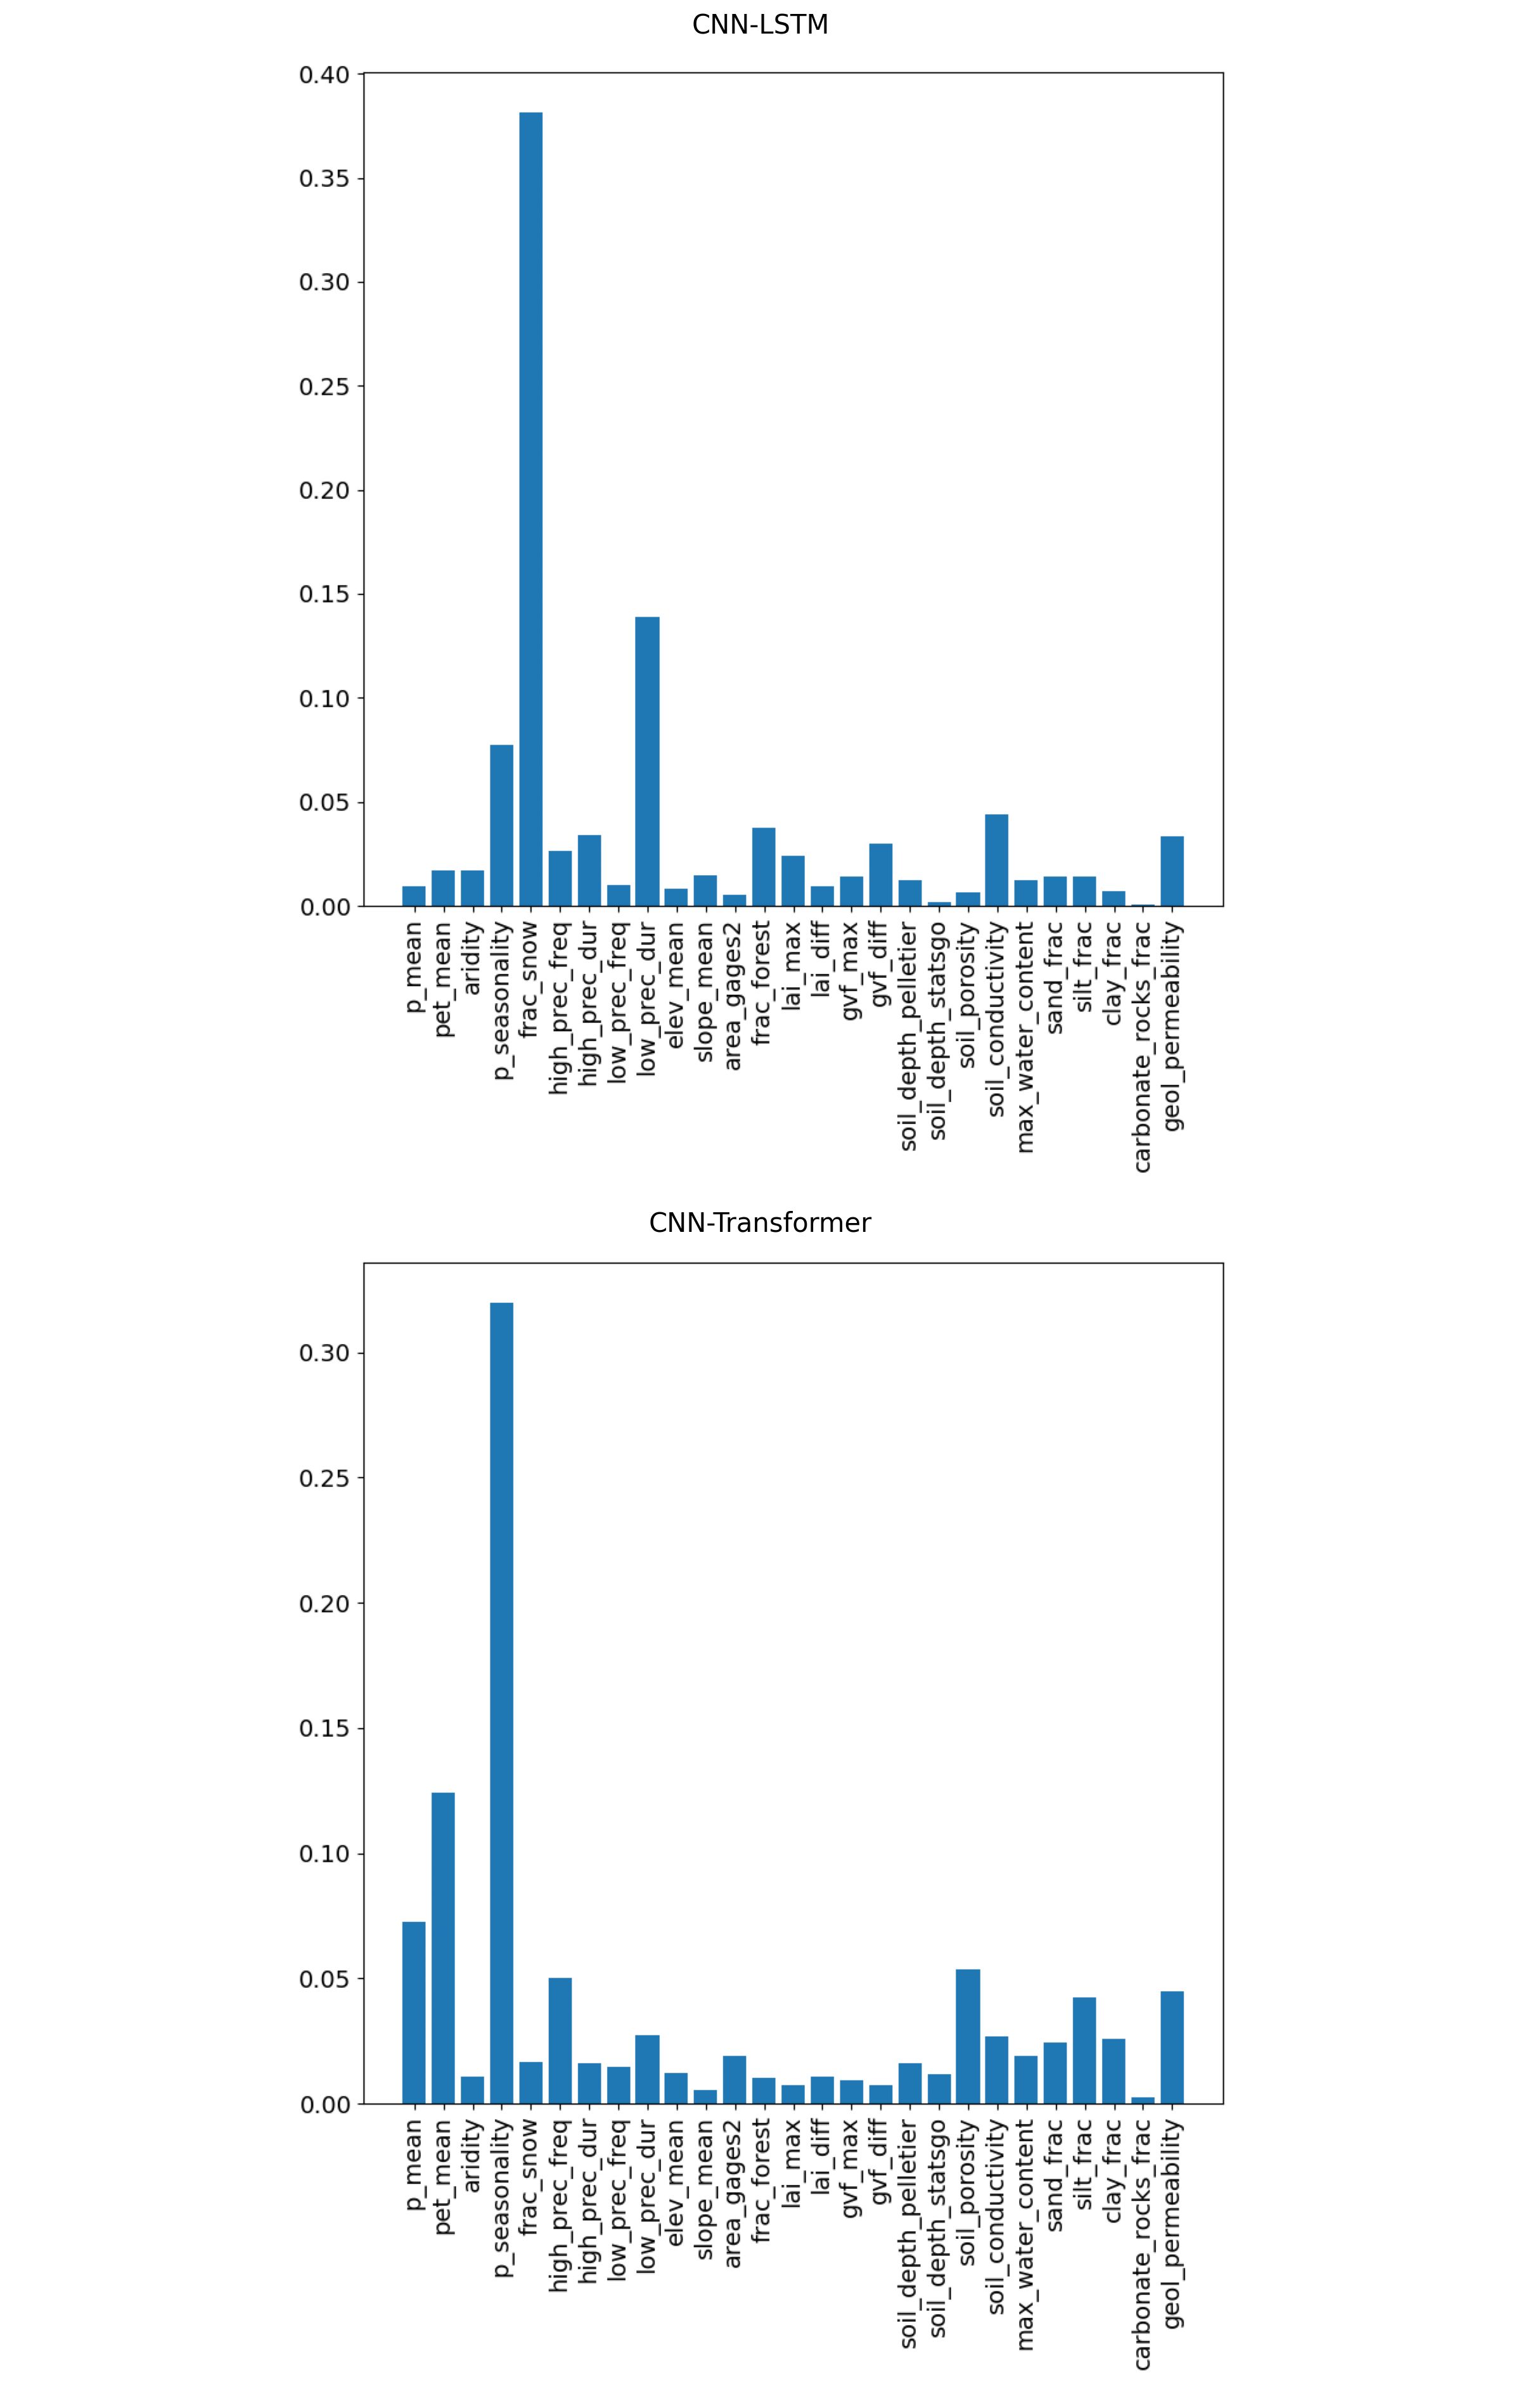 CNN-LSTM
0.40
0.35
0.30
0.25
0.20
0.15
0.10
0.05
0.00
p_mean
pet_mean
aridity
p_seasonality
frac_snow
high_prec_freq
high_prec_dur
low_prec_freq
low_prec_dur
elev_mean
slope_mean
area_gages2
frac_forest
lai_max
lai_diff
gvf_max
gvf_diff
soil_depth_pelletier
soil_depth_statsgo
soil_porosity
soil_conductivity
max_water_content
sand_frac
silt_frac
clay_frac
carbonate_rocks_frac
geol_permeability
CNN-Transformer
0.30
0.25
0.20
0.15
0.10
0.05
0.00
p_mean
pet_mean
aridity
p_seasonality
frac_snow
high_prec_freq
high_prec_dur
low_prec_freq
low_prec_dur
elev_mean
slope_mean
area_gages2
frac_forest
lai_max
lai_diff
gvf_max
gvf_diff
soil_depth_pelletier
soil_depth_statsgo
soil_porosity
soil_conductivity
max_water_content
sand_frac
silt_frac
clay_frac
carbonate_rocks_frac
geol_permeability